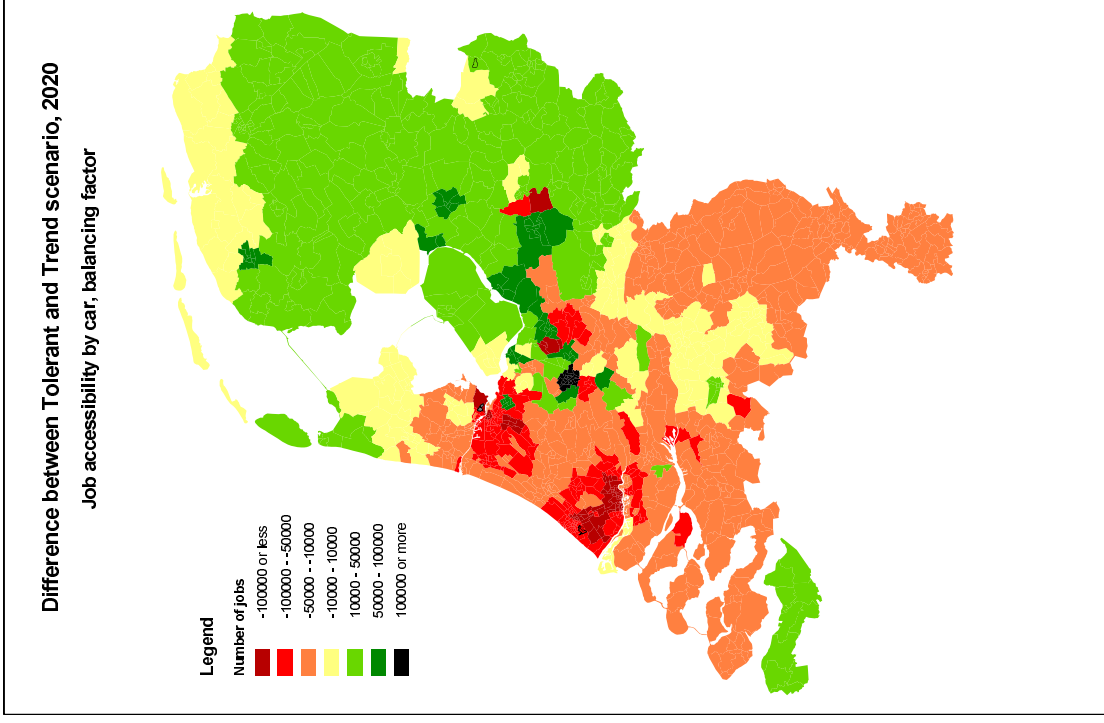 Difference between Tolerant and Trend scenario, 2020
Job accessibility by car, balancing factor
Legend
Number of jobs
-100000 or less
-100000 - -50000
-50000 - -10000
-10000 - 10000
10000 - 50000
50000 - 100000
100000 or more